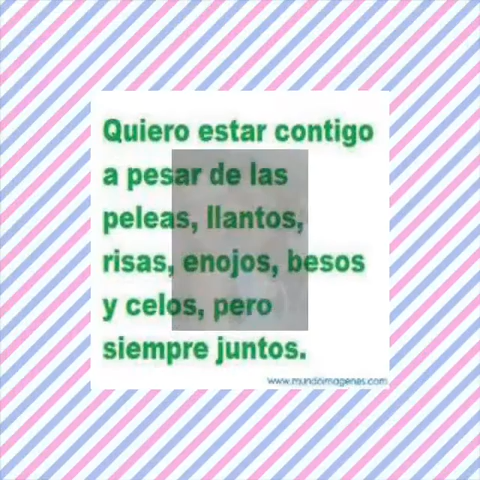 Quiero estar contigo
a pesar de las
peleas, llantos,
risas, enojos, besos
y celos, pero
siempre juntos.
www.mundoimagenes.com